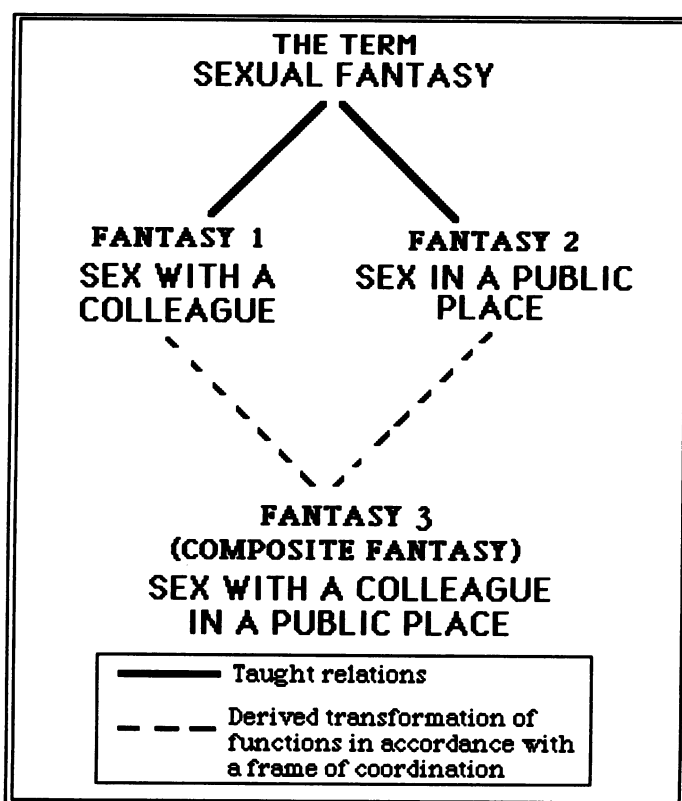 THE TERM
SEXUAL FANTASY
FANTASY 1
SEX WITH A
COLLEAGUE
FANTASY 2
SEX IN A PUBLIC
PLACE
FANTASY 3
(COMPOSITE FANTASY)
SEX WITH A COLLEAGUE
IN A PUBLIC PLACE
Taught relations
Derived transformation of
functions in accordance with
a frame of coordination